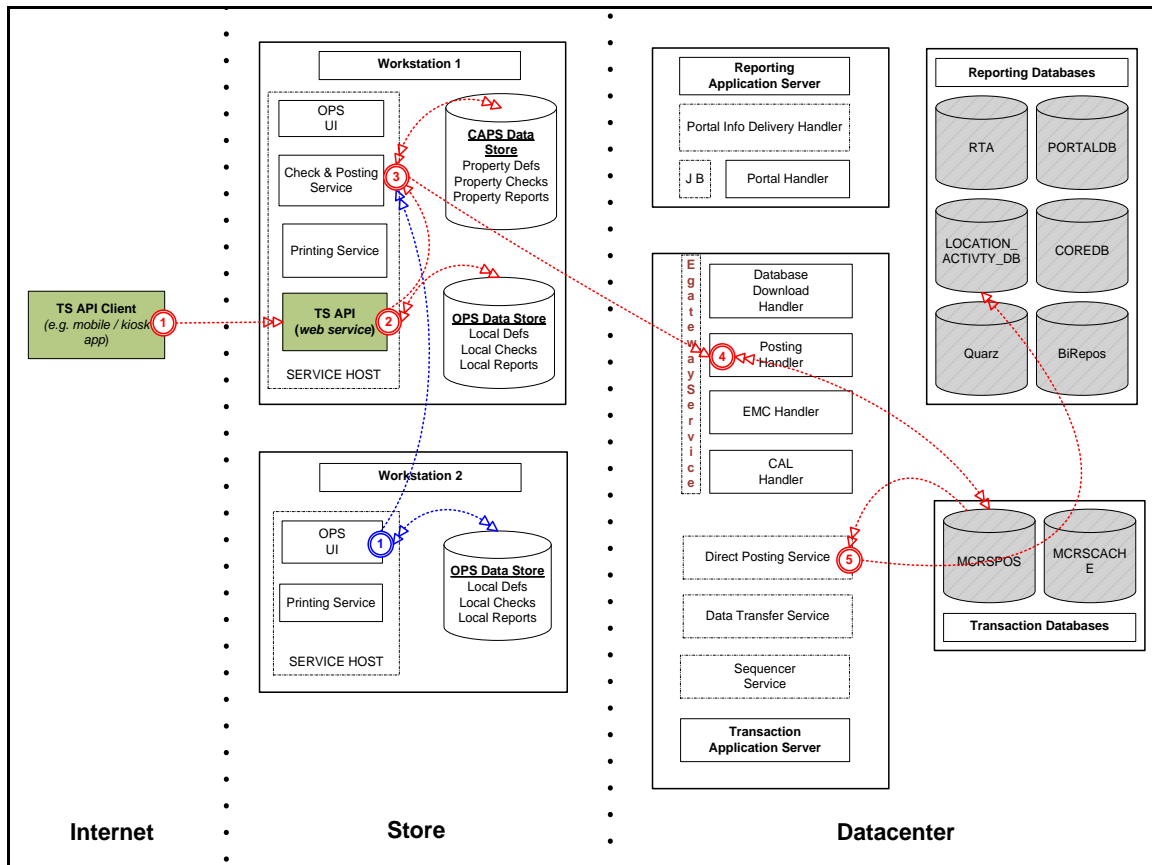 TS API Client
(e.g. mobile / kiosk
app)
1
Internet
Workstation 1
OPS
UI
Check & Posting
Service
3
Printing Service
TS API
(web service)
2
SERVICE HOST
CAPS Data
Store
Property Defs
Property Checks
Property Reports
OPS Data Store
Local Defs
Local Checks
Local Reports
Workstation 2
OPS
UI
1
Printing Service
SERVICE HOST
OPS Data Store
Local Defs
Local Checks
Local Reports
Store
Reporting
Application Server
Portal Info Delivery Handler
J B
Portal Handler
EgatewayService
Database
Download
Handler
Posting
Handler
4
EMC Handler
CAL
Handler
Direct Posting Service
5
Data Transfer Service
Sequencer
Service
Transaction
Application Server
Reporting Databases
RTA
PORTALDB
LOCATION_
ACTIVTY_DB
COREDB
Quarz
BiRepos
MCRSPOS
MCRSCACH
E
Transaction Databases
Datacenter